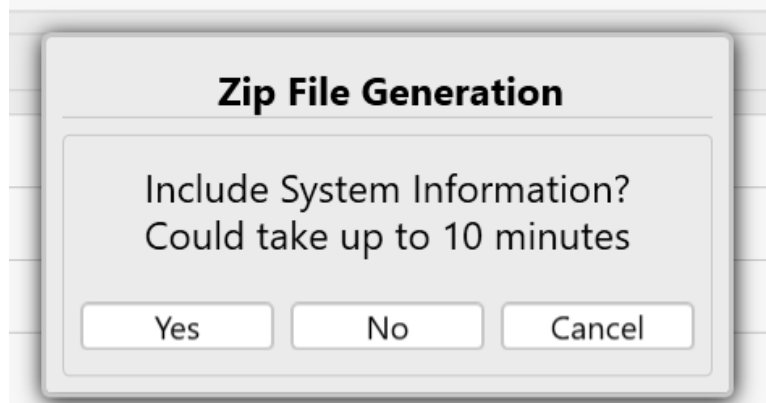 Zip File Generation
Include System Information?
Could take up to 10 minutes
Yes No Cancel